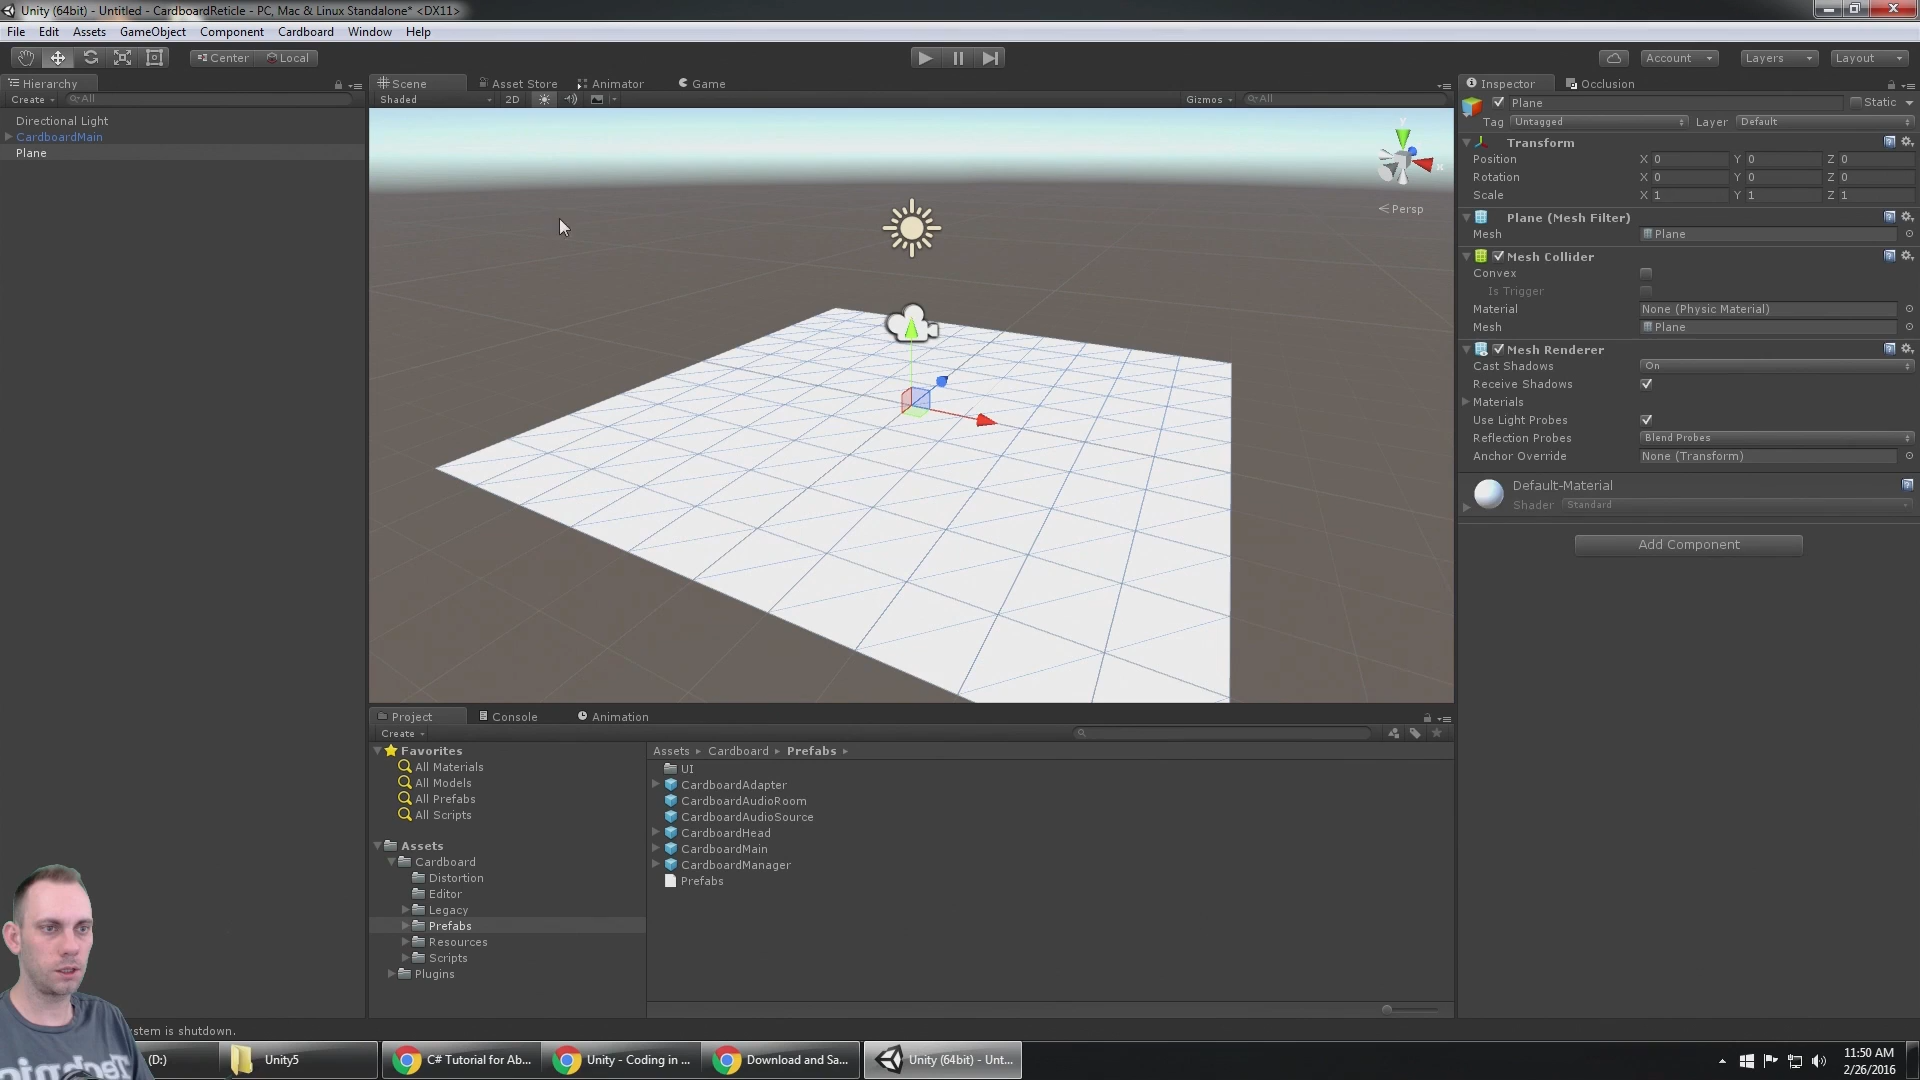 Unity (64bit) - Untitled - CardboardReticle - PC, Mac & Linux Standalone* <DX11>
File Edit Assets GameObject Component Cardboard Window Help
Center Local Account Layers Layout
Hierarchy
Create All
Directional Light
CardboardMain
Plane
Scene Asset Store Animator Game
Shaded 2D Gizmos All
Y
X
Persp
Inspector Occlusion
Plane Static
Tag Untagged Layer Default
Transform
Position X 0 Y 0 Z 0
Rotation X 0 Y 0 Z 0
Scale X 1 Y 1 Z 1
Plane (Mesh Filter)
Mesh Plane
Mesh Collider
Convex
Is Trigger
Material None (Physic Material)
Mesh Plane
Mesh Renderer
Cast Shadows On
Receive Shadows
Materials
Use Light Probes
Reflection Probes Blend Probes
Anchor Override None (Transform)
Default-Material
Shader Standard
Add Component
Project Console Animation
Create
Favorites
All Materials
All Models
All Prefabs
All Scripts
Assets
Cardboard
Distortion
Editor
Legacy
Prefabs
Resources
Scripts
Plugins
Assets Cardboard Prefabs
UI
CardboardAdapter
CardboardAudioRoom
CardboardAudioSource
CardboardHead
CardboardMain
CardboardManager
Prefabs
stem is shutdown.
(D:) Unity5 C# Tutorial for Ab... Unity - Coding in ... Download and Sa... Unity (64bit) - Unt...
11:50 AM
2/26/2016